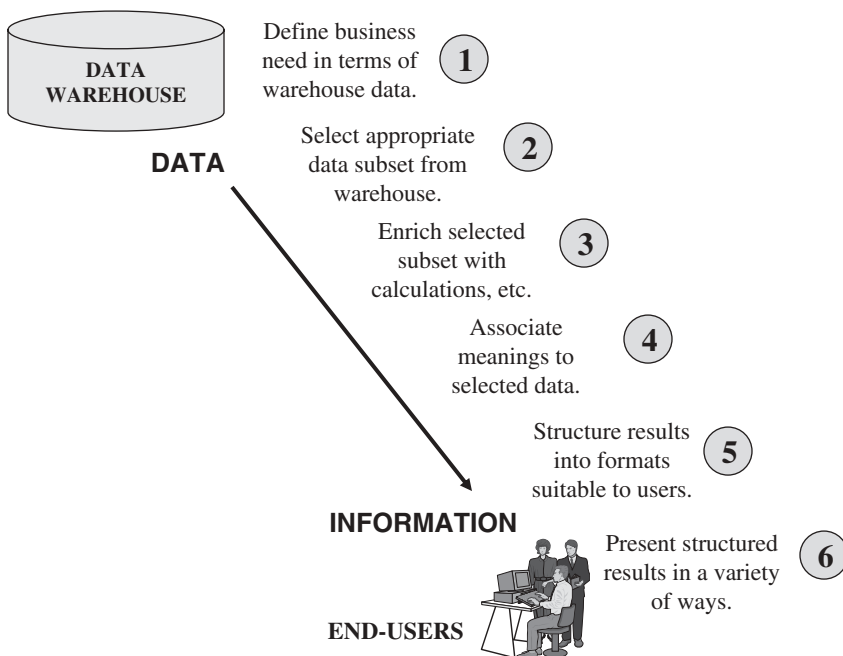 DATA
WAREHOUSE
Define business
need in terms of
warehouse data.
1
DATA
Select appropriate
data subset from
warehouse.
2
Enrich selected
subset with
calculations, etc.
3
Associate
meanings to
selected data.
4
Structure results
into formats
suitable to users.
5
INFORMATION
Present structured
results in a variety
of ways.
6
END-USERS